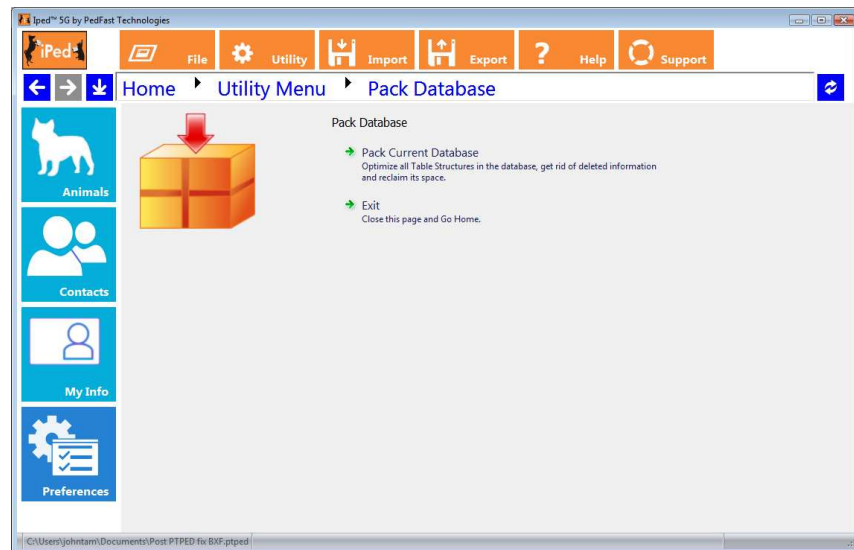 Iped™ 5G by PedFast Technologies
iPed
File
Utility
Import
Export
? Help
Support
Home Utility Menu Pack Database
Animals
Contacts
My Info
Preferences
Pack Database
Pack Current Database
Optimize all Table Structures in the database, get rid of deleted information
and reclaim its space.
Exit
Close this page and Go Home.
C:\Users\johntam\Documents\Post PTPED fix BXF.ptped